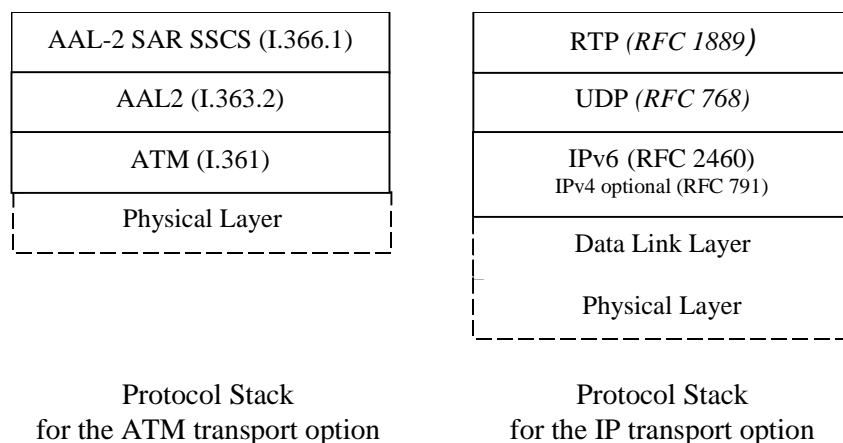 AAL-2 SAR SSCS (I.366.1)
AAL2 (I.363.2)
ATM (I.361)
Physical Layer
Protocol Stack
for the ATM transport option
RTP (RFC 1889)
UDP (RFC 768)
IPv6 (RFC 2460)
IPv4 optional (RFC 791)
Data Link Layer
Physical Layer
Protocol Stack
for the IP transport option